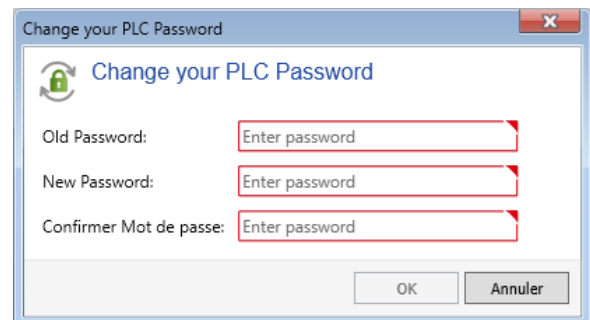 Change your PLC Password
Change your PLC Password
Old Password: Enter password
New Password: Enter password
Confirmer Mot de passe: Enter password
OK Annuler